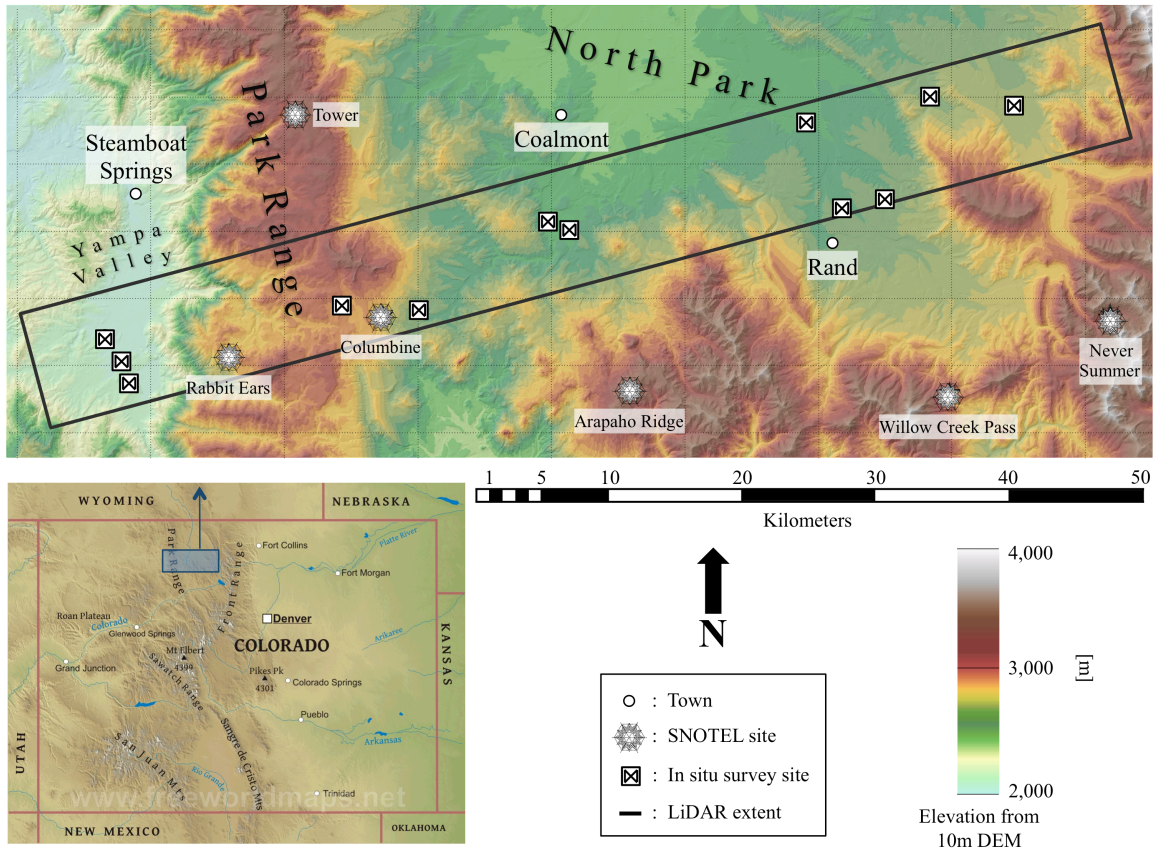 North Park
Park Range
Tower
Coalmont
Steamboat
Springs
Yampa
Valley
Rand
Columbine
Rabbit Ears
Never
Summer
Arapaho Ridge
Willow Creek Pass
1 5 10 20 30 40 50
Kilometers
N
WYOMING
NEBRASKA
Park Range
Fort Collins
Platte River
Front Range
Fort Morgan
Roan Plateau
Colorado
Glenwood Springs
Denver
COLORADO
Arikaree
KANSAS
Mt Elbert
4399
Grand Junction
Sawatch Range
Pikes Pk
4301
Colorado Springs
Pueblo
Arkansas
UTAH
San Juan Mts
Sangre de Cristo Mts
Rio Grande
Trinidad
www.freeworldmaps.net
NEW MEXICO
OKLAHOMA
: Town
: SNOTEL site
: In situ survey site
: LiDAR extent
4,000
3,000
[m]
2,000
Elevation from
10m DEM